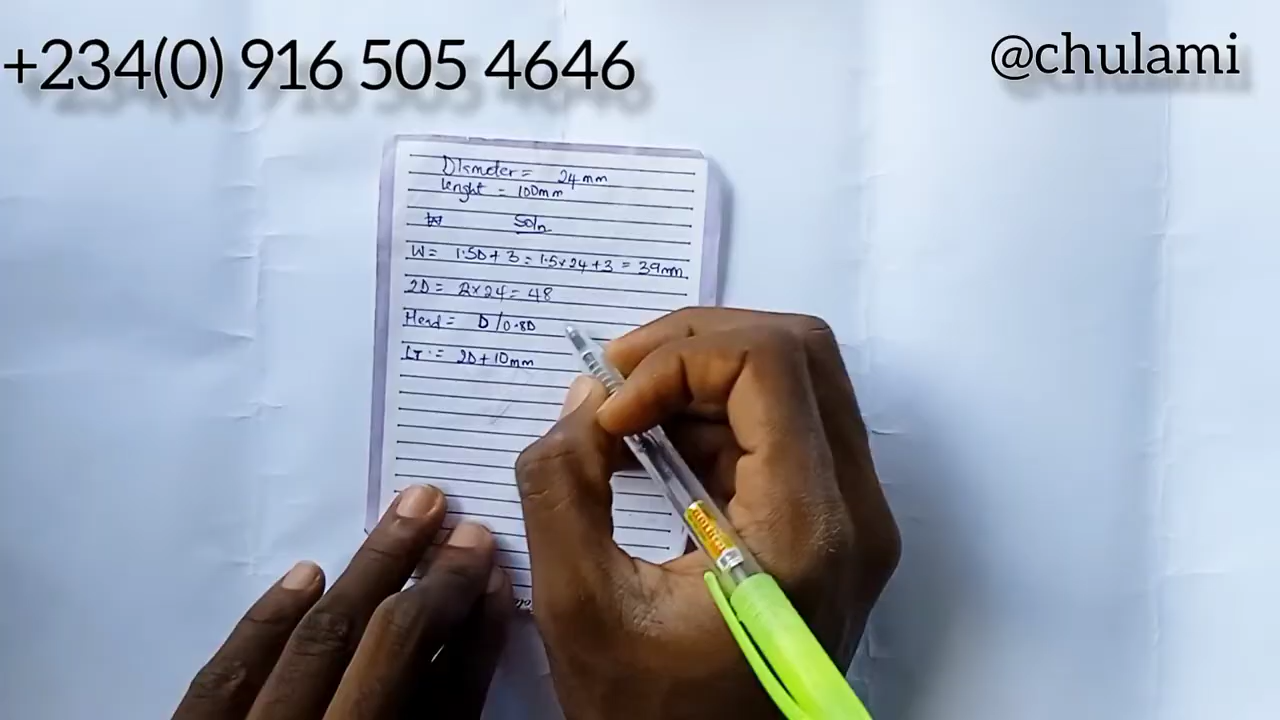 +234(0) 916 505 4646
@chulami
Diameter = 24mm
Lenght = 100mm
Soln
W = 1.5D + 3 = 1.5x24 + 3 = 39mm
2D = 2x24 = 48
Head = D/0.8D
LT = 2D + 10mm